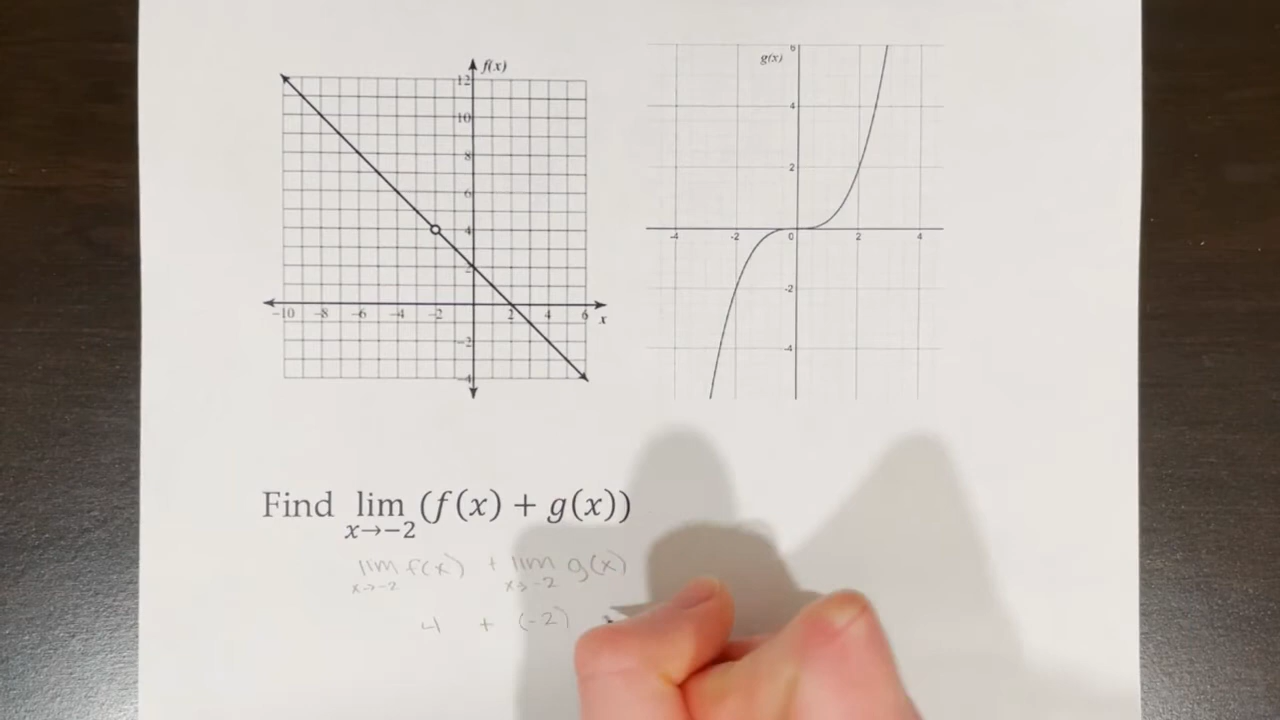 f(x)
12
10
8
6
4
2
-10 -8 -6 -4 -2 2 4 6 x
-2
-4
g(x) 6
4
2
-4 -2 0 2 4
-2
-4
Find lim (f(x) + g(x))
x→−2
lim f(x) + lim g(x)
x→-2 x→-2
4 + (-2)